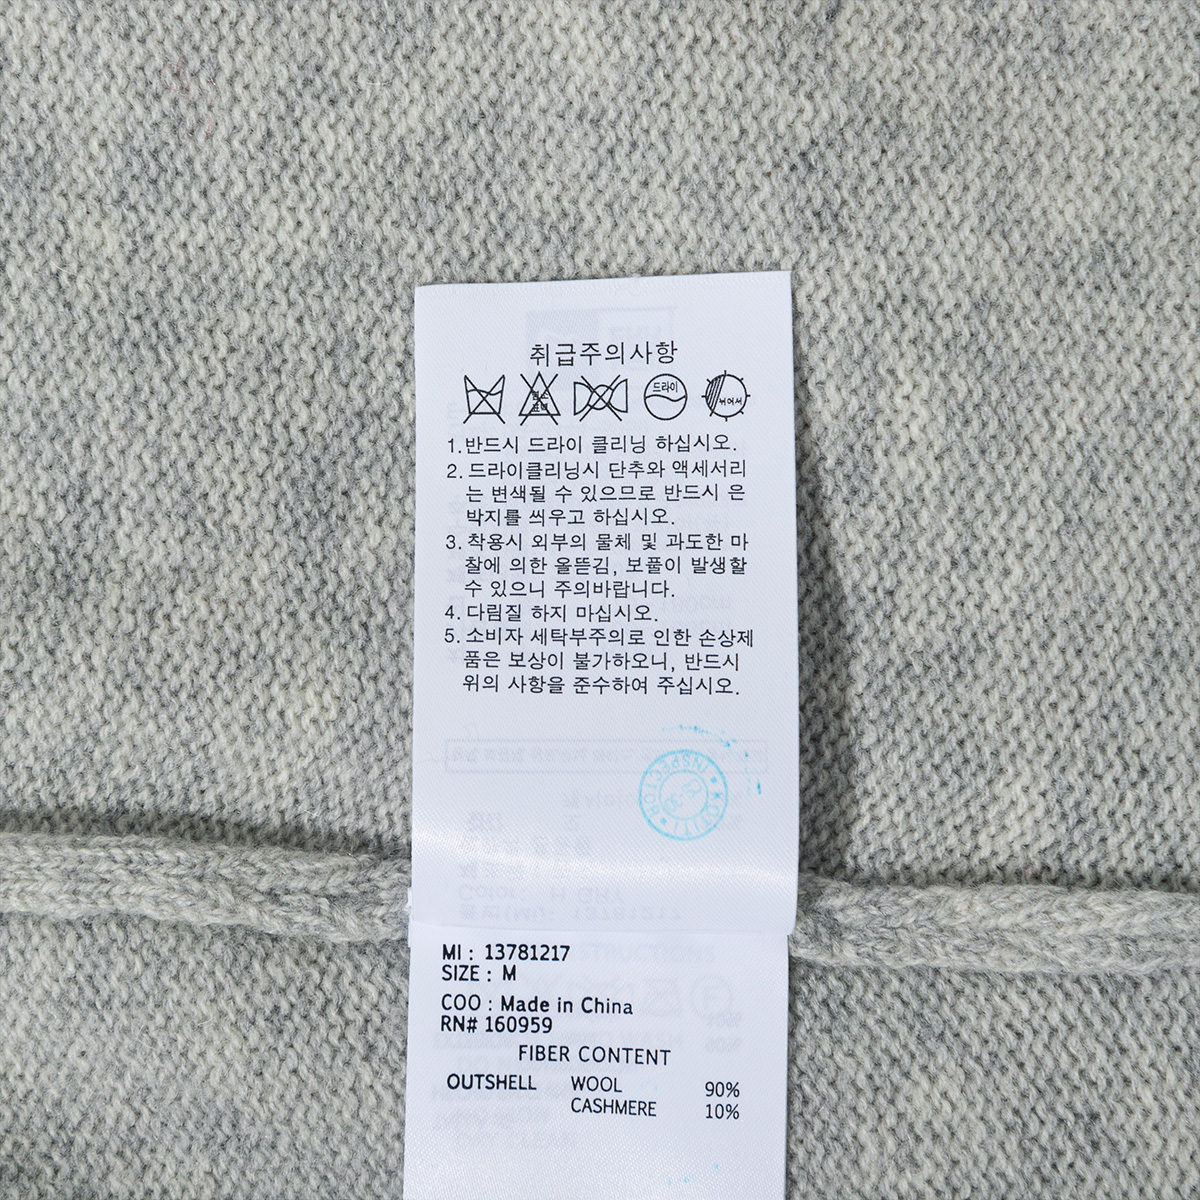 취급주의사항
드라이
뉘어서
1.반드시 드라이 클리닝 하십시오.
2. 드라이클리닝시 단추와 액세서리
는 변색될 수 있으므로 반드시 은
박지를 씌우고 하십시오.
3. 착용시 외부의 물체 및 과도한 마
찰에 의한 올뜯김, 보풀이 발생할
수 있으니 주의바랍니다.
4. 다림질 하지 마십시오.
5. 소비자 세탁부주의로 인한 손상제
품은 보상이 불가하오니, 반드시
위의 사항을 준수하여 주십시오.
KOTITI INSPECTOR
MI : 13781217
SIZE : M
COO : Made in China
RN# 160959
FIBER CONTENT
OUTSHELL WOOL 90%
CASHMERE 10%